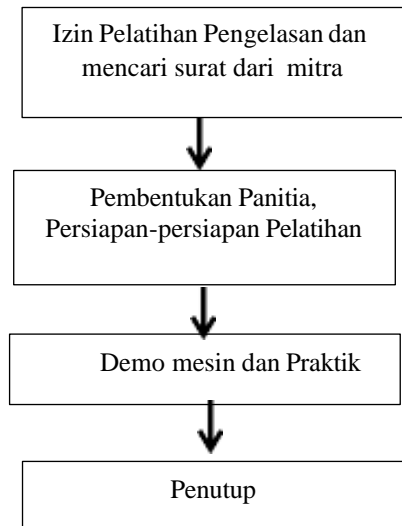 Izin Pelatihan Pengelasan dan
mencari surat dari mitra
Pembentukan Panitia,
Persiapan-persiapan Pelatihan
Demo mesin dan Praktik
Penutup